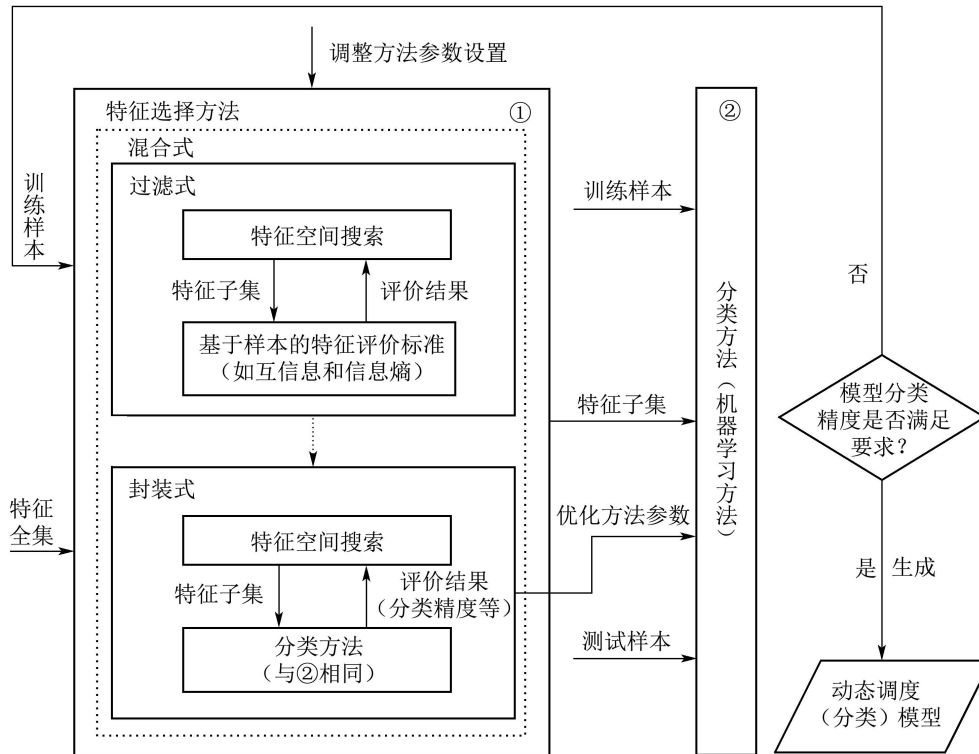 调整方法参数设置
特征选择方法
①
混合式
过滤式
特征空间搜索
特征子集
评价结果
基于样本的特征评价标准
（如互信息和信息熵）
封装式
特征空间搜索
特征子集
评价结果
（分类精度等）
分类方法
（与②相同）
训练样本
特征
全集
训练样本
特征子集
优化方法参数
测试样本
②
分类方法（机器学习方法）
否
模型分类
精度是否满足
要求？
是
生成
动态调度
（分类）模型